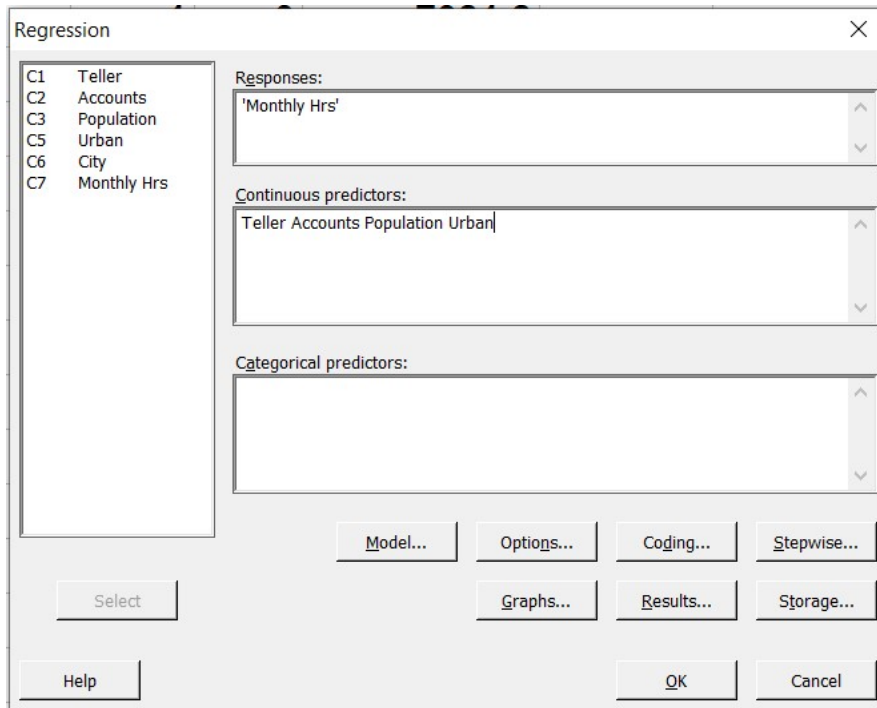 Regression
C1 Teller
C2 Accounts
C3 Population
C5 Urban
C6 City
C7 Monthly Hrs
Responses:
'Monthly Hrs'
Continuous predictors:
Teller Accounts Population Urban
Categorical predictors:
Model... Options... Coding... Stepwise...
Select Graphs... Results... Storage...
Help OK Cancel